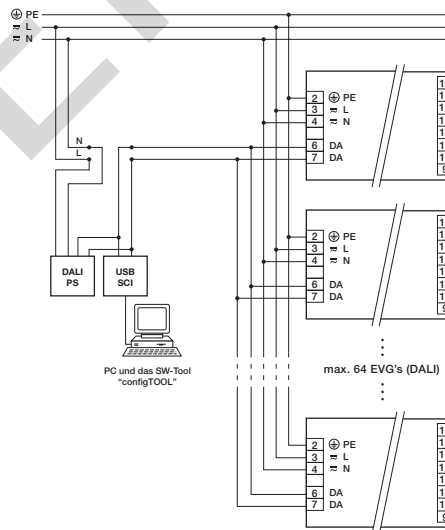 PE
≂ L
≂ N
N
L
DALI
PS
USB
SCI
PC und das SW-Tool
“configTOOL”
2 PE
3 ≂ L
4 ≂ N
6 DA
7 DA
2 PE
3 ≂ L
4 ≂ N
6 DA
7 DA
max. 64 EVG's (DALI)
2 PE
3 ≂ L
4 ≂ N
6 DA
7 DA